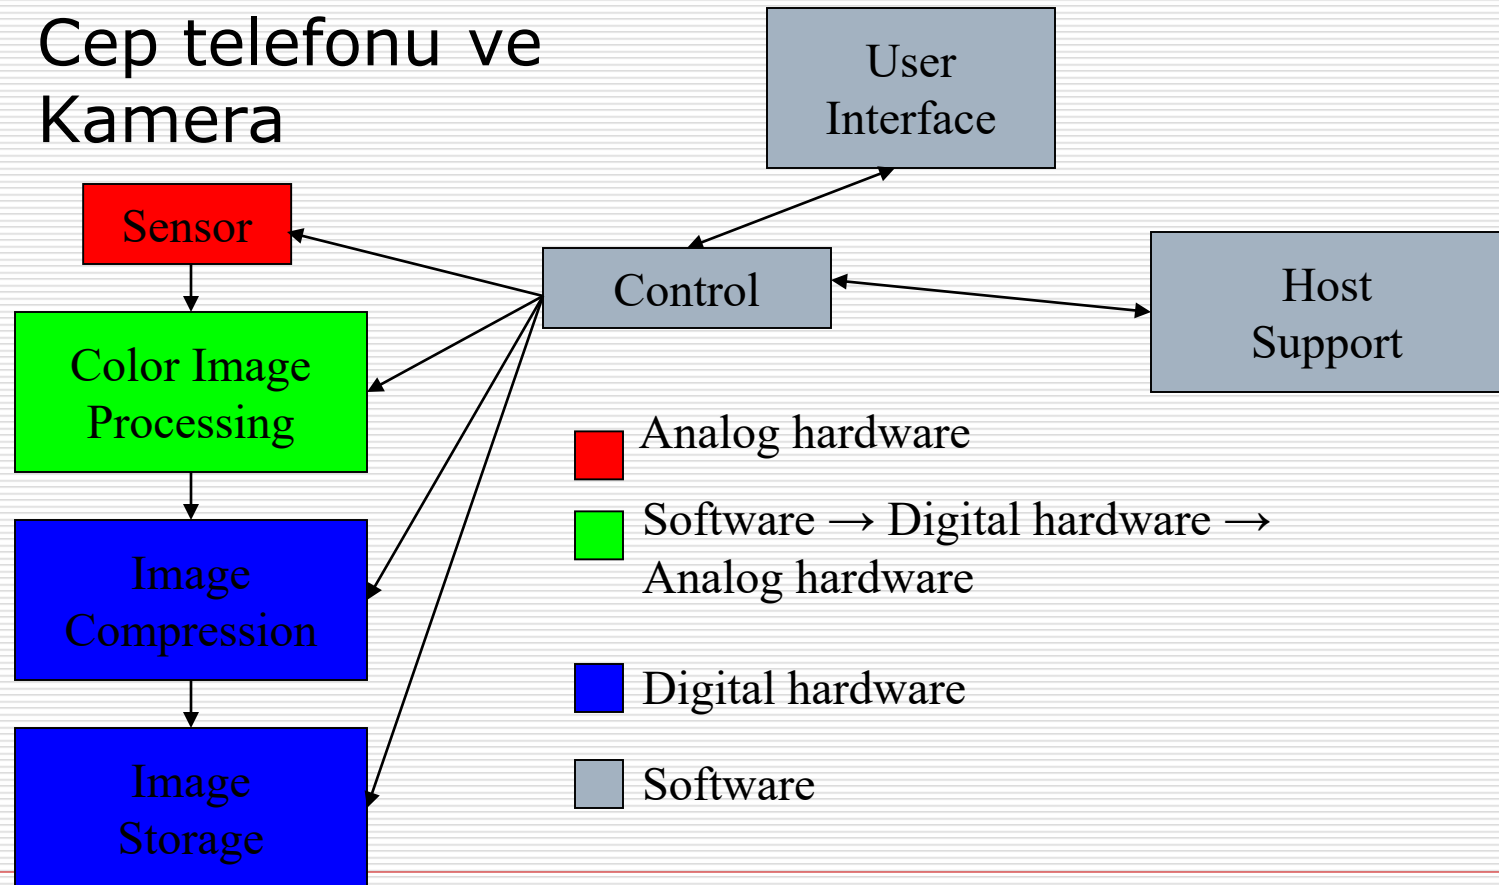 Cep telefonu ve
Kamera
User
Interface
Sensor
Control
Host
Support
Color Image
Processing
Analog hardware
Software → Digital hardware →
Analog hardware
Image
Compression
Digital hardware
Image
Storage
Software